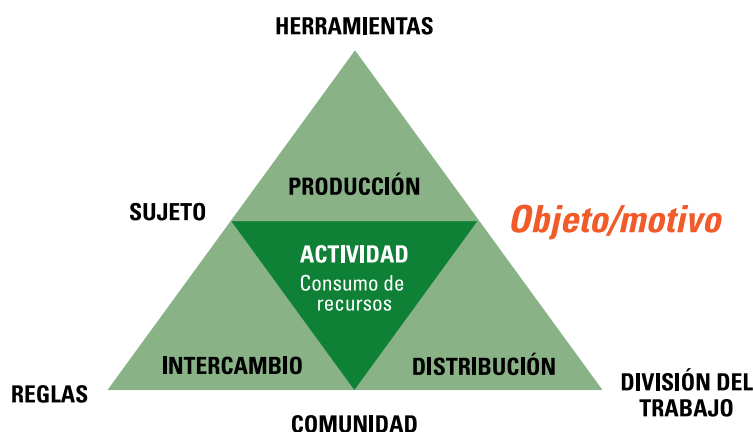 HERRAMIENTAS
PRODUCCIÓN
SUJETO
Objeto/motivo
ACTIVIDAD
Consumo de
recursos
INTERCAMBIO
DISTRIBUCIÓN
REGLAS
DIVISIÓN DEL
TRABAJO
COMUNIDAD